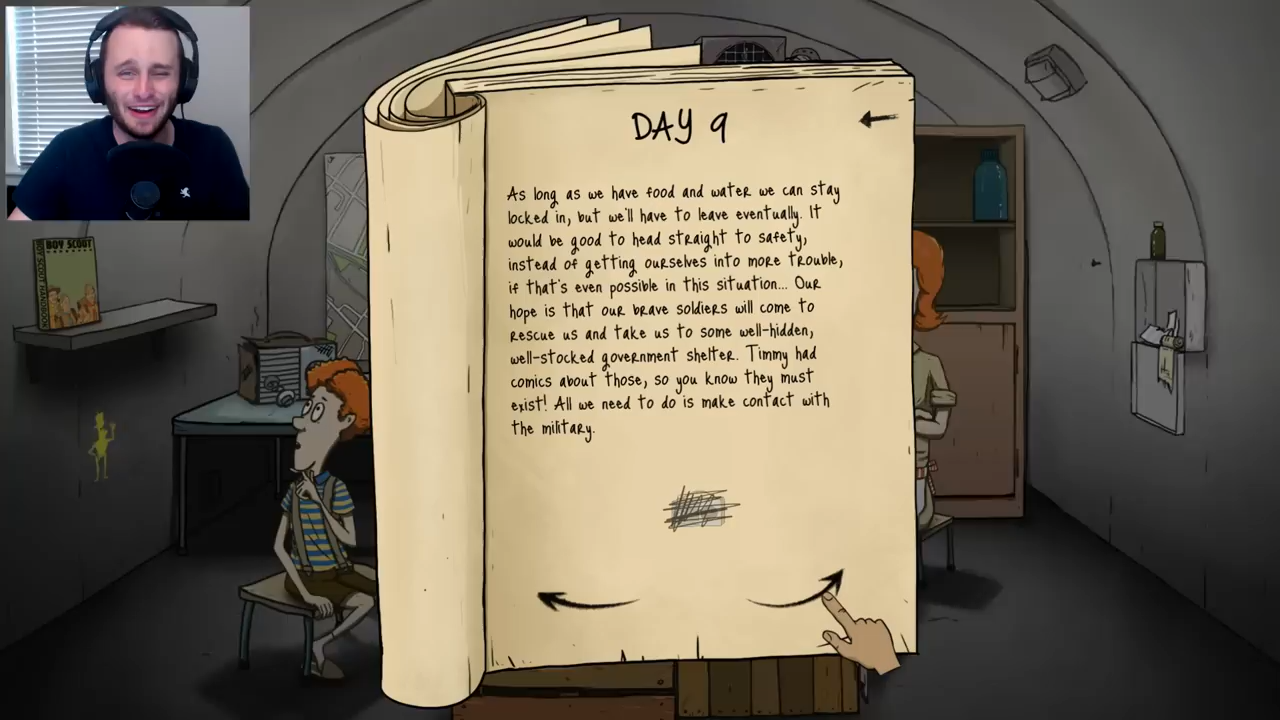 DAY 9
As long as we have food and water we can stay
locked in, but we'll have to leave eventually. It
would be good to head straight to safety,
instead of getting ourselves into more trouble,
if that's even possible in this situation... Our
hope is that our brave soldiers will come to
rescue us and take us to some well-hidden,
well-stocked government shelter. Timmy had
comics about those, so you know they must
exist! All we need to do is make contact with
the military.
BOY SCOUT
BOY SCOUT HANDBOOK